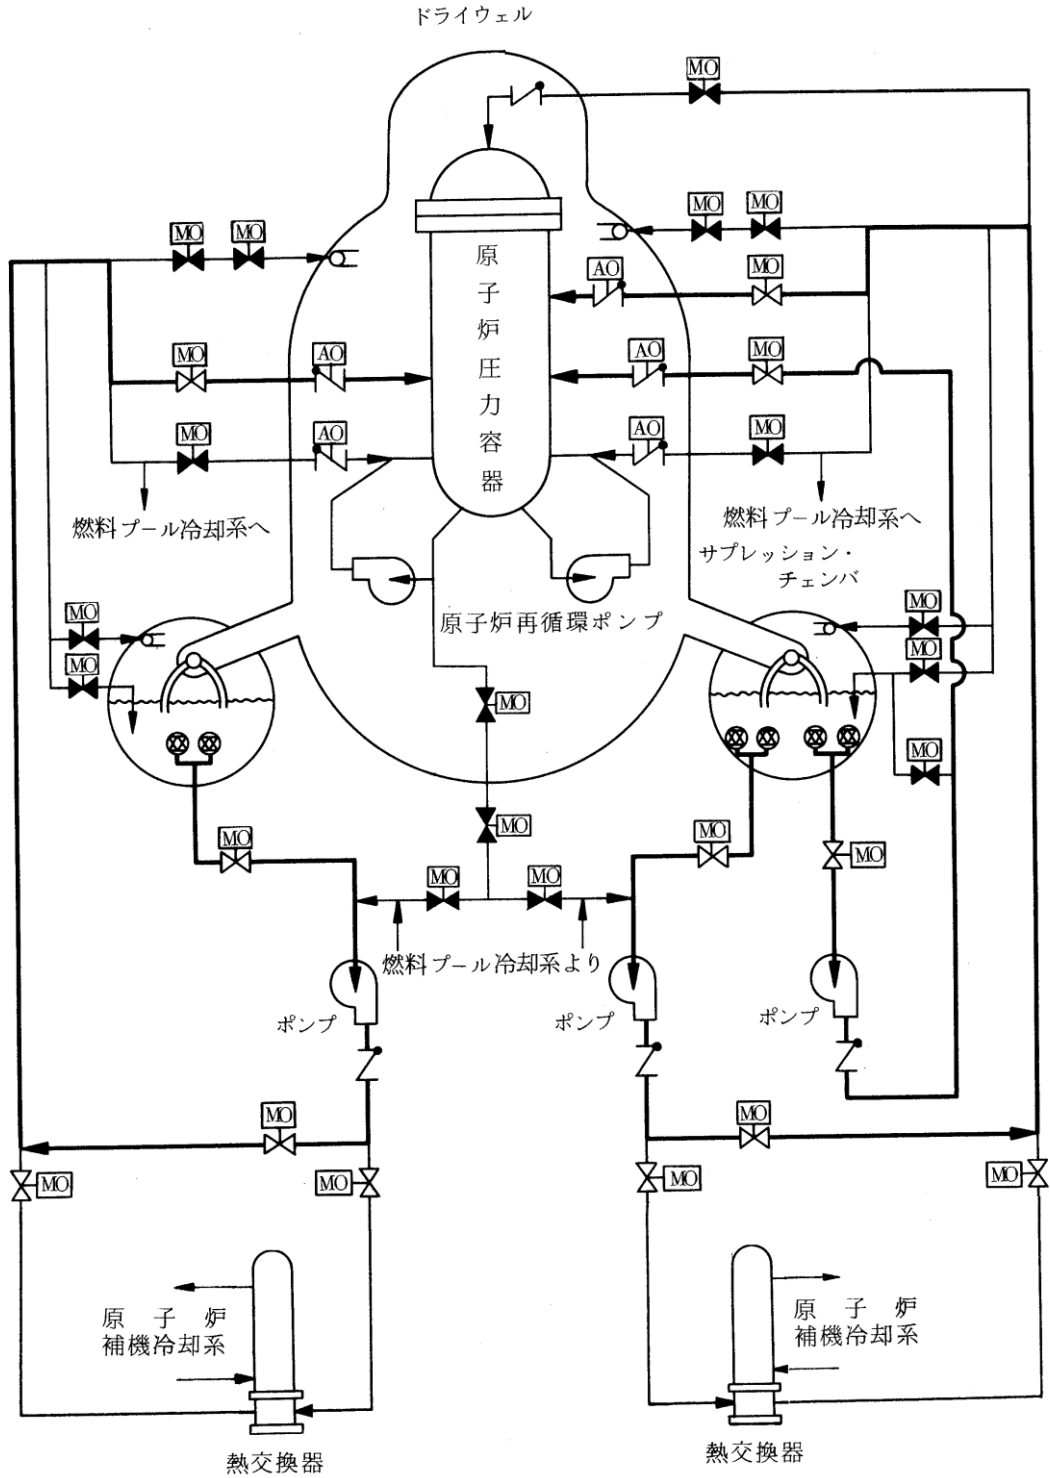 ドライウェル
MO
MO
MO
MO
MO
AO
MO
原子炉圧力容器
MO
AO
AO
MO
MO
AO
AO
MO
燃料プール冷却系へ
燃料プール冷却系へ
サプレッション・
チェンバ
MO
原子炉再循環ポンプ
MO
MO
MO
MO
MO
MO
MO
MO
MO
MO
MO
燃料プール冷却系より
ポンプ
ポンプ
ポンプ
MO
MO
MO
MO
MO
MO
原子炉
補機冷却系
原子炉
補機冷却系
熱交換器
熱交換器